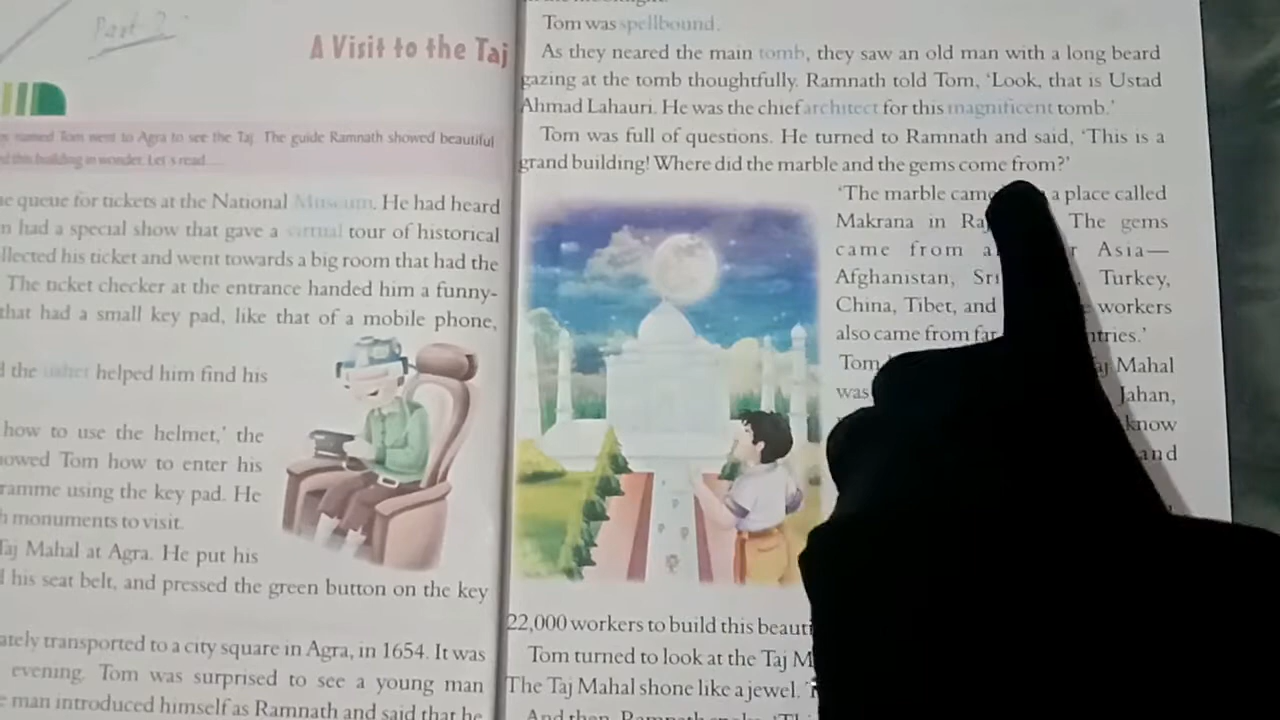 Part 2
A Visit to the Taj
named Tom went to Agra to see the Taj. The guide Ramnath showed beautiful
this building in wonder. Let's read.....
queue for tickets at the National Museum. He had heard
had a special show that gave a virtual tour of historical
llected his ticket and went towards a big room that had the
The ticket checker at the entrance handed him a funny-
that had a small key pad, like that of a mobile phone,
the usher helped him find his
how to use the helmet,' the
owed Tom how to enter his
ramme using the key pad. He
monuments to visit.
Taj Mahal at Agra. He put his
his seat belt, and pressed the green button on the key
ately transported to a city square in Agra, in 1654. It was
evening. Tom was surprised to see a young man
man introduced himself as Ramnath and said that he
Tom was spellbound.
As they neared the main tomb, they saw an old man with a long beard
gazing at the tomb thoughtfully. Ramnath told Tom, 'Look, that is Ustad
Ahmad Lahauri. He was the chief architect for this magnificent tomb.'
Tom was full of questions. He turned to Ramnath and said, 'This is a
grand building! Where did the marble and the gems come from?'
'The marble came a place called
Makrana in Raj The gems
came from a r Asia—
Afghanistan, Sri Turkey,
China, Tibet, and workers
also came from far ntries.'
Tom Taj Mahal
was Jahan,
know
and
22,000 workers to build this beauti
Tom turned to look at the Taj M
The Taj Mahal shone like a jewel.
And then, Ramnath spoke,